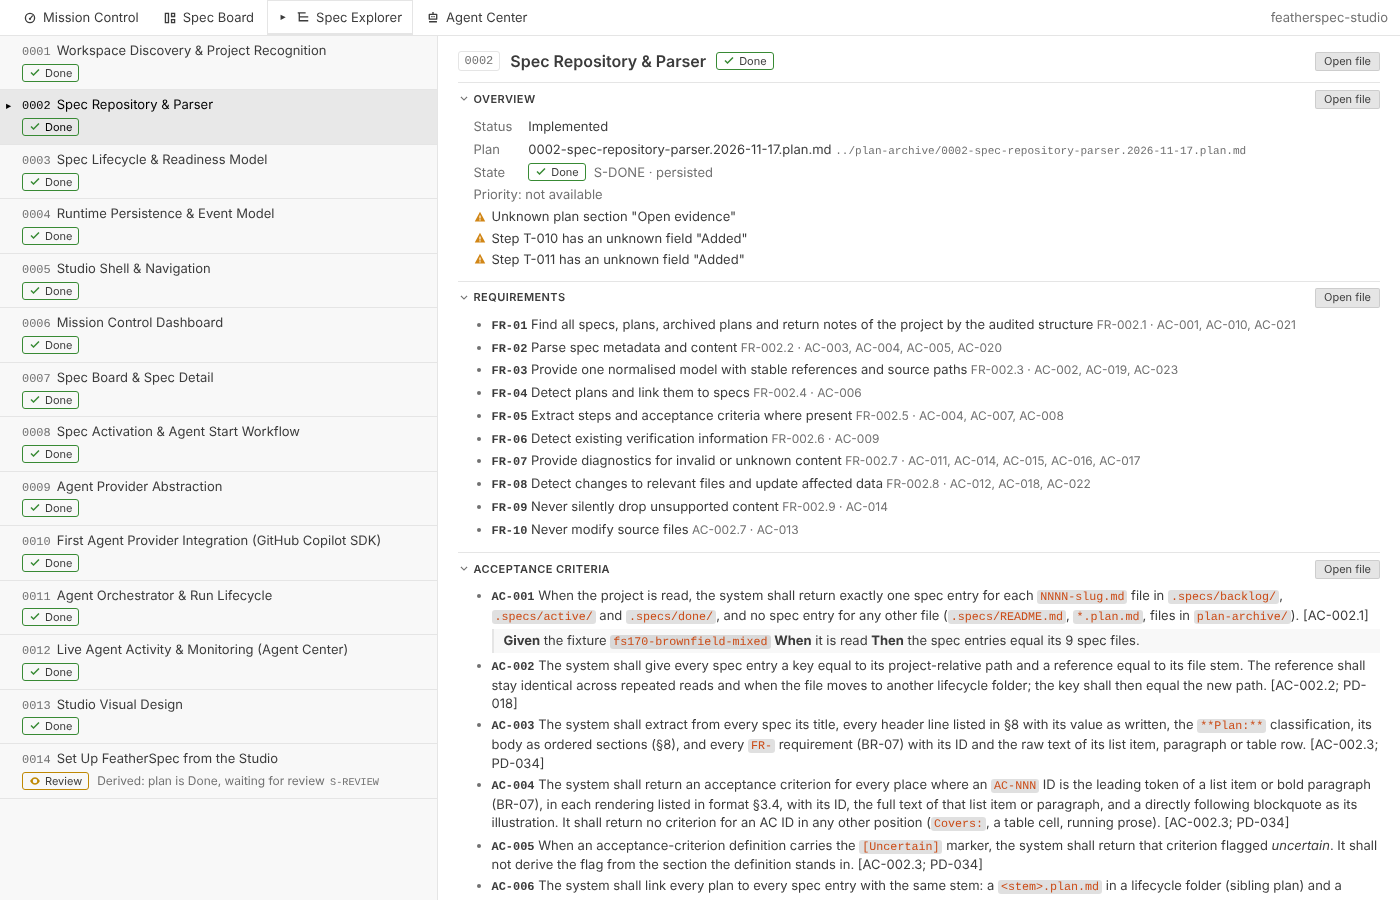 Mission Control Spec Board Spec Explorer Agent Center featherspec-studio
0001 Workspace Discovery & Project Recognition
Done
0002 Spec Repository & Parser
Done
0003 Spec Lifecycle & Readiness Model
Done
0004 Runtime Persistence & Event Model
Done
0005 Studio Shell & Navigation
Done
0006 Mission Control Dashboard
Done
0007 Spec Board & Spec Detail
Done
0008 Spec Activation & Agent Start Workflow
Done
0009 Agent Provider Abstraction
Done
0010 First Agent Provider Integration (GitHub Copilot SDK)
Done
0011 Agent Orchestrator & Run Lifecycle
Done
0012 Live Agent Activity & Monitoring (Agent Center)
Done
0013 Studio Visual Design
Done
0014 Set Up FeatherSpec from the Studio
Review Derived: plan is Done, waiting for review S-REVIEW
0002 Spec Repository & Parser Done Open file
OVERVIEW Open file
Status Implemented
Plan 0002-spec-repository-parser.2026-11-17.plan.md ../plan-archive/0002-spec-repository-parser.2026-11-17.plan.md
State Done S-DONE · persisted
Priority: not available
Unknown plan section "Open evidence"
Step T-010 has an unknown field "Added"
Step T-011 has an unknown field "Added"
REQUIREMENTS Open file
• FR-01 Find all specs, plans, archived plans and return notes of the project by the audited structure FR-002.1 · AC-001, AC-010, AC-021
• FR-02 Parse spec metadata and content FR-002.2 · AC-003, AC-004, AC-005, AC-020
• FR-03 Provide one normalised model with stable references and source paths FR-002.3 · AC-002, AC-019, AC-023
• FR-04 Detect plans and link them to specs FR-002.4 · AC-006
• FR-05 Extract steps and acceptance criteria where present FR-002.5 · AC-004, AC-007, AC-008
• FR-06 Detect existing verification information FR-002.6 · AC-009
• FR-07 Provide diagnostics for invalid or unknown content FR-002.7 · AC-011, AC-014, AC-015, AC-016, AC-017
• FR-08 Detect changes to relevant files and update affected data FR-002.8 · AC-012, AC-018, AC-022
• FR-09 Never silently drop unsupported content FR-002.9 · AC-014
• FR-10 Never modify source files AC-002.7 · AC-013
ACCEPTANCE CRITERIA Open file
• AC-001 When the project is read, the system shall return exactly one spec entry for each NNNN-slug.md file in .specs/backlog/,
.specs/active/ and .specs/done/, and no spec entry for any other file (.specs/README.md, *.plan.md, files in plan-archive/). [AC-002.1]
Given the fixture fs170-brownfield-mixed When it is read Then the spec entries equal its 9 spec files.
• AC-002 The system shall give every spec entry a key equal to its project-relative path and a reference equal to its file stem. The reference shall
stay identical across repeated reads and when the file moves to another lifecycle folder; the key shall then equal the new path. [AC-002.2; PD-
018]
• AC-003 The system shall extract from every spec its title, every header line listed in §8 with its value as written, the **Plan:** classification, its
body as ordered sections (§8), and every FR- requirement (BR-07) with its ID and the raw text of its list item, paragraph or table row. [AC-002.3;
PD-034]
• AC-004 The system shall return an acceptance criterion for every place where an AC-NNN ID is the leading token of a list item or bold paragraph
(BR-07), in each rendering listed in format §3.4, with its ID, the full text of that list item or paragraph, and a directly following blockquote as its
illustration. It shall return no criterion for an AC ID in any other position (Covers:, a table cell, running prose). [AC-002.3; PD-034]
• AC-005 When an acceptance-criterion definition carries the [Uncertain] marker, the system shall return that criterion flagged uncertain. It shall
not derive the flag from the section the definition stands in. [AC-002.3; PD-034]
• AC-006 The system shall link every plan to every spec entry with the same stem: a <stem>.plan.md in a lifecycle folder (sibling plan) and a